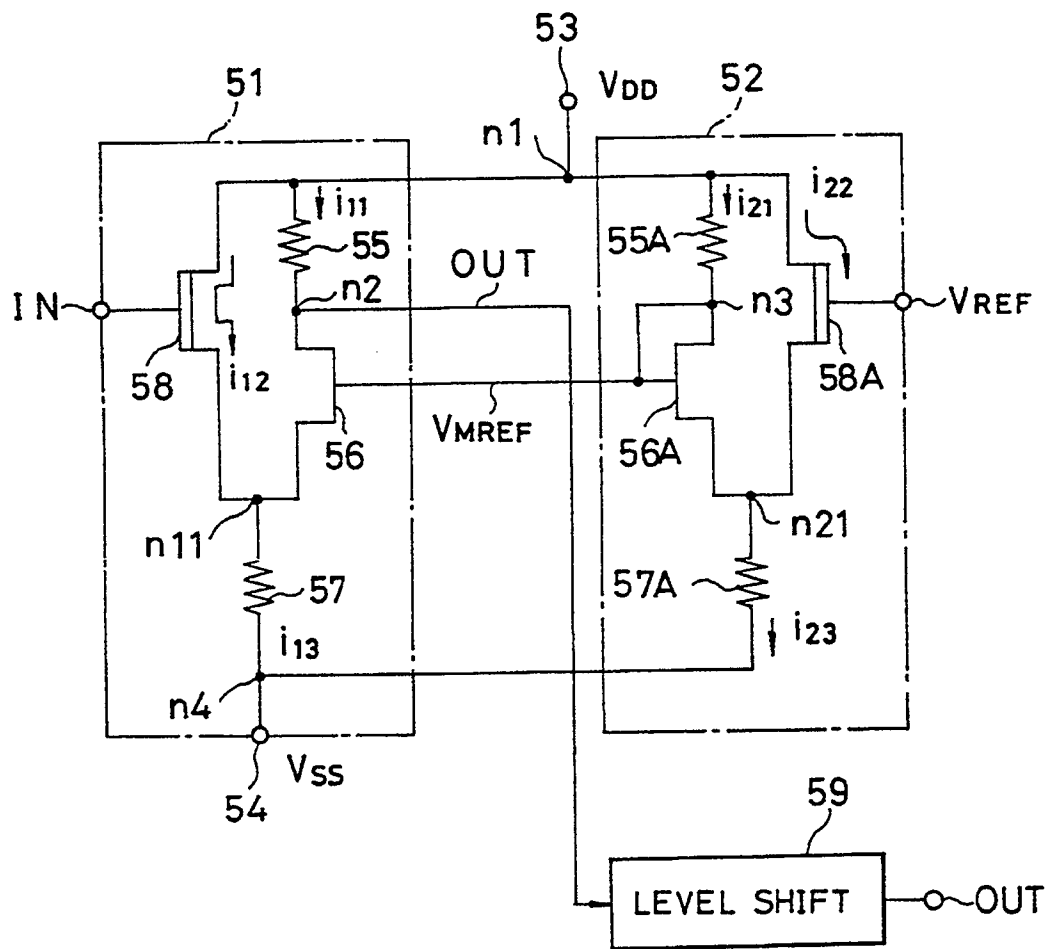 53
VDD
51
52
n1
i11
i21
i22
55
55A
OUT
IN
n2
n3
VREF
58
i12
58A
VMREF
56
56A
n11
n21
57
57A
i13
i23
n4
VSS
54
59
LEVEL SHIFT
OUT